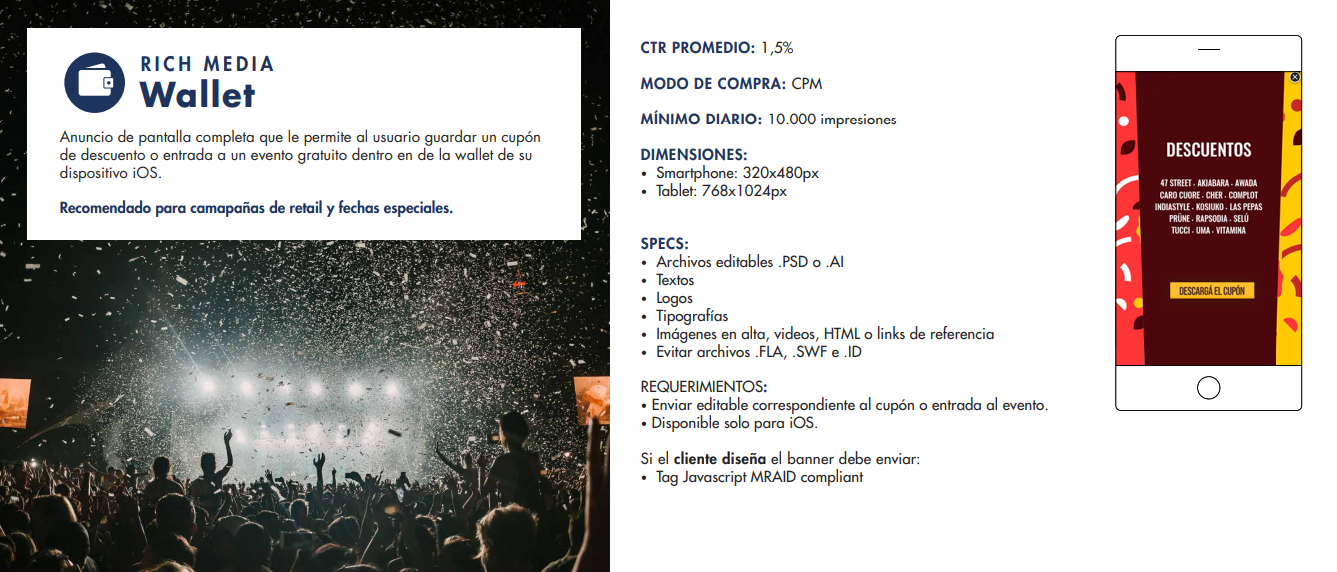 RICH MEDIA
Wallet
Anuncio de pantalla completa que le permite al usuario guardar un cupón
de descuento o entrada a un evento gratuito dentro en de la wallet de su
dispositivo iOS.
Recomendado para camapañas de retail y fechas especiales.
CTR PROMEDIO: 1,5%
MODO DE COMPRA: CPM
MÍNIMO DIARIO: 10.000 impresiones
DIMENSIONES:
• Smartphone: 320x480px
• Tablet: 768x1024px
SPECS:
• Archivos editables .PSD o .AI
• Textos
• Logos
• Tipografías
• Imágenes en alta, videos, HTML o links de referencia
• Evitar archivos .FLA, .SWF e .ID
REQUERIMIENTOS:
• Enviar editable correspondiente al cupón o entrada al evento.
• Disponible solo para iOS.
Si el cliente diseña el banner debe enviar:
• Tag Javascript MRAID compliant
DESCUENTOS
47 STREET . AKIABARA . AWADA
CARO CUORE . CHER . COMPLOT
INDIASTYLE . KOSIUKO . LAS PEPAS
PRÜNE . RAPSODIA . SELÚ
TUCCI . UMA . VITAMINA
DESCARGÁ EL CUPÓN